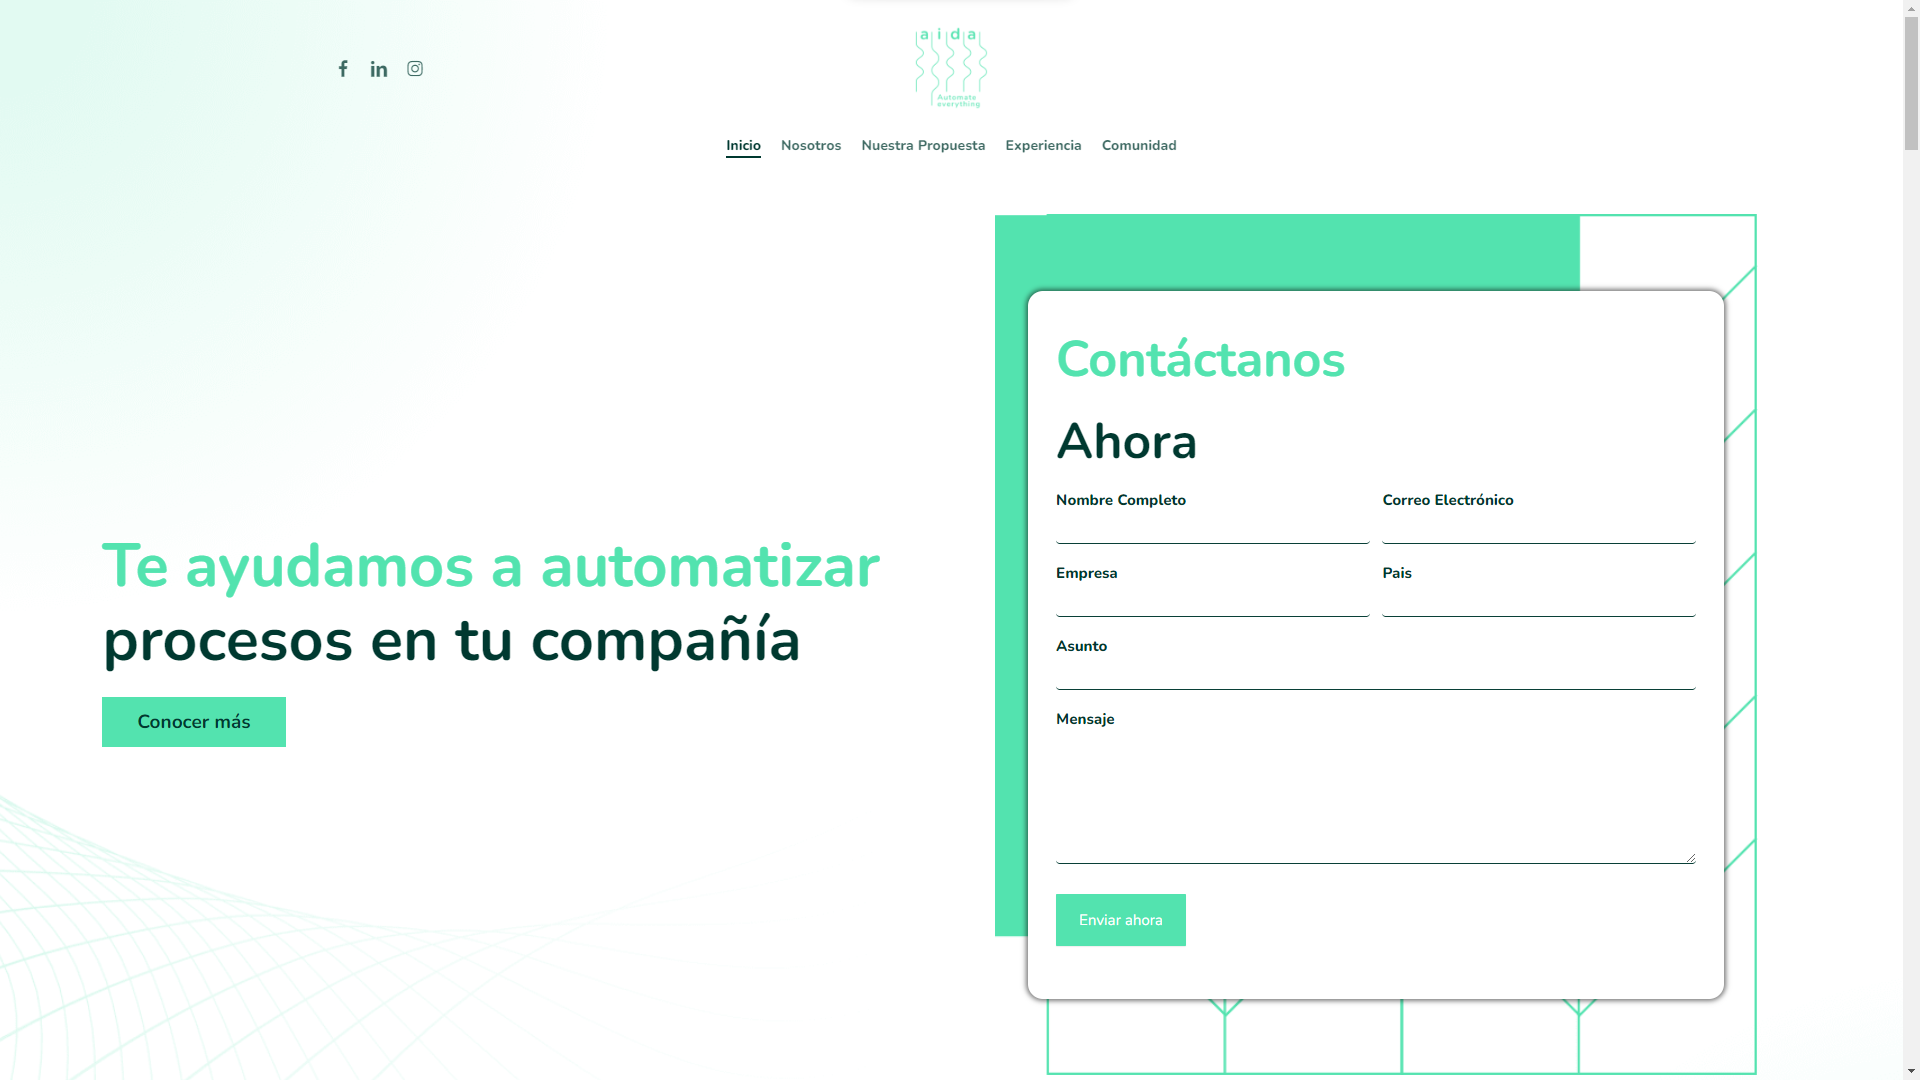 aida
Automate
everything
Inicio Nosotros Nuestra Propuesta Experiencia Comunidad
Te ayudamos a automatizar
procesos en tu compañía
Conocer más
Contáctanos
Ahora
Nombre Completo Correo Electrónico
Empresa Pais
Asunto
Mensaje
Enviar ahora